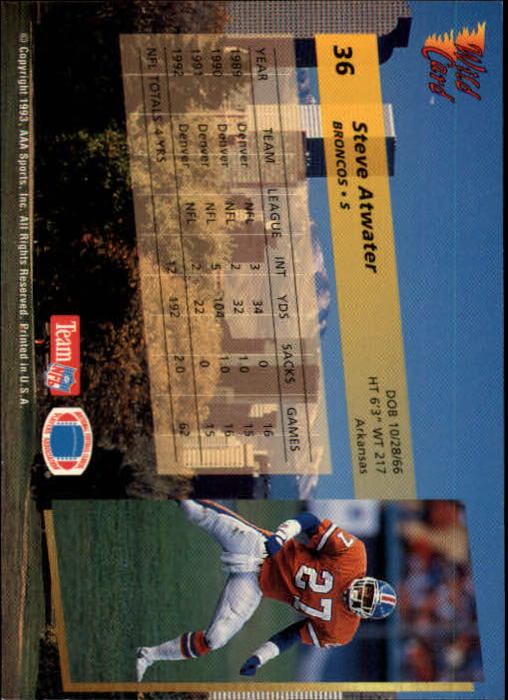 Wild Card
36 Steve Atwater
BRONCOS • S
DOB 10/28/66
HT 6'3" WT 217
Arkansas
YEAR TEAM LEAGUE INT YDS SACKS GAMES
1989 Denver NFL 3 34 0 16
1990 Denver NFL 2 32 1.0 15
1991 Denver NFL 5 104 1.0 16
1992 Denver NFL 2 22 0 15
NFL TOTALS 4 YRS 12 192 2.0 62
27
Team NFL
© Copyright 1993, AAA Sports, Inc. All Rights Reserved. Printed in U.S.A.